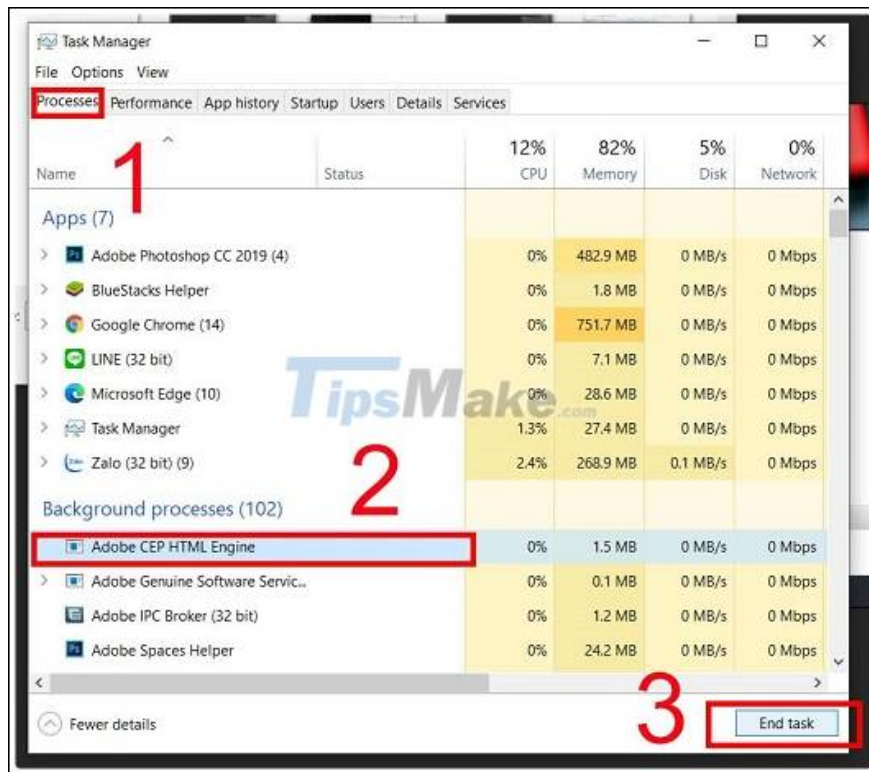 Task Manager
File Options View
Processes Performance App history Startup Users Details Services
1
12% 82% 5% 0%
Name Status CPU Memory Disk Network
Apps (7)
Adobe Photoshop CC 2019 (4) 0% 482.9 MB 0 MB/s 0 Mbps
BlueStacks Helper 0% 1.8 MB 0 MB/s 0 Mbps
Google Chrome (14) 0% 751.7 MB 0 MB/s 0 Mbps
LINE (32 bit) 0% 7.1 MB 0 MB/s 0 Mbps
TipsMake.com
Microsoft Edge (10) 0% 28.6 MB 0 MB/s 0 Mbps
Task Manager 1.3% 27.4 MB 0 MB/s 0 Mbps
Zalo (32 bit) (9) 2.4% 268.9 MB 0.1 MB/s 0 Mbps
2
Background processes (102)
Adobe CEP HTML Engine 0% 1.5 MB 0 MB/s 0 Mbps
Adobe Genuine Software Servic... 0% 0.1 MB 0 MB/s 0 Mbps
Adobe IPC Broker (32 bit) 0% 1.2 MB 0 MB/s 0 Mbps
Adobe Spaces Helper 0% 24.2 MB 0 MB/s 0 Mbps
3
Fewer details End task